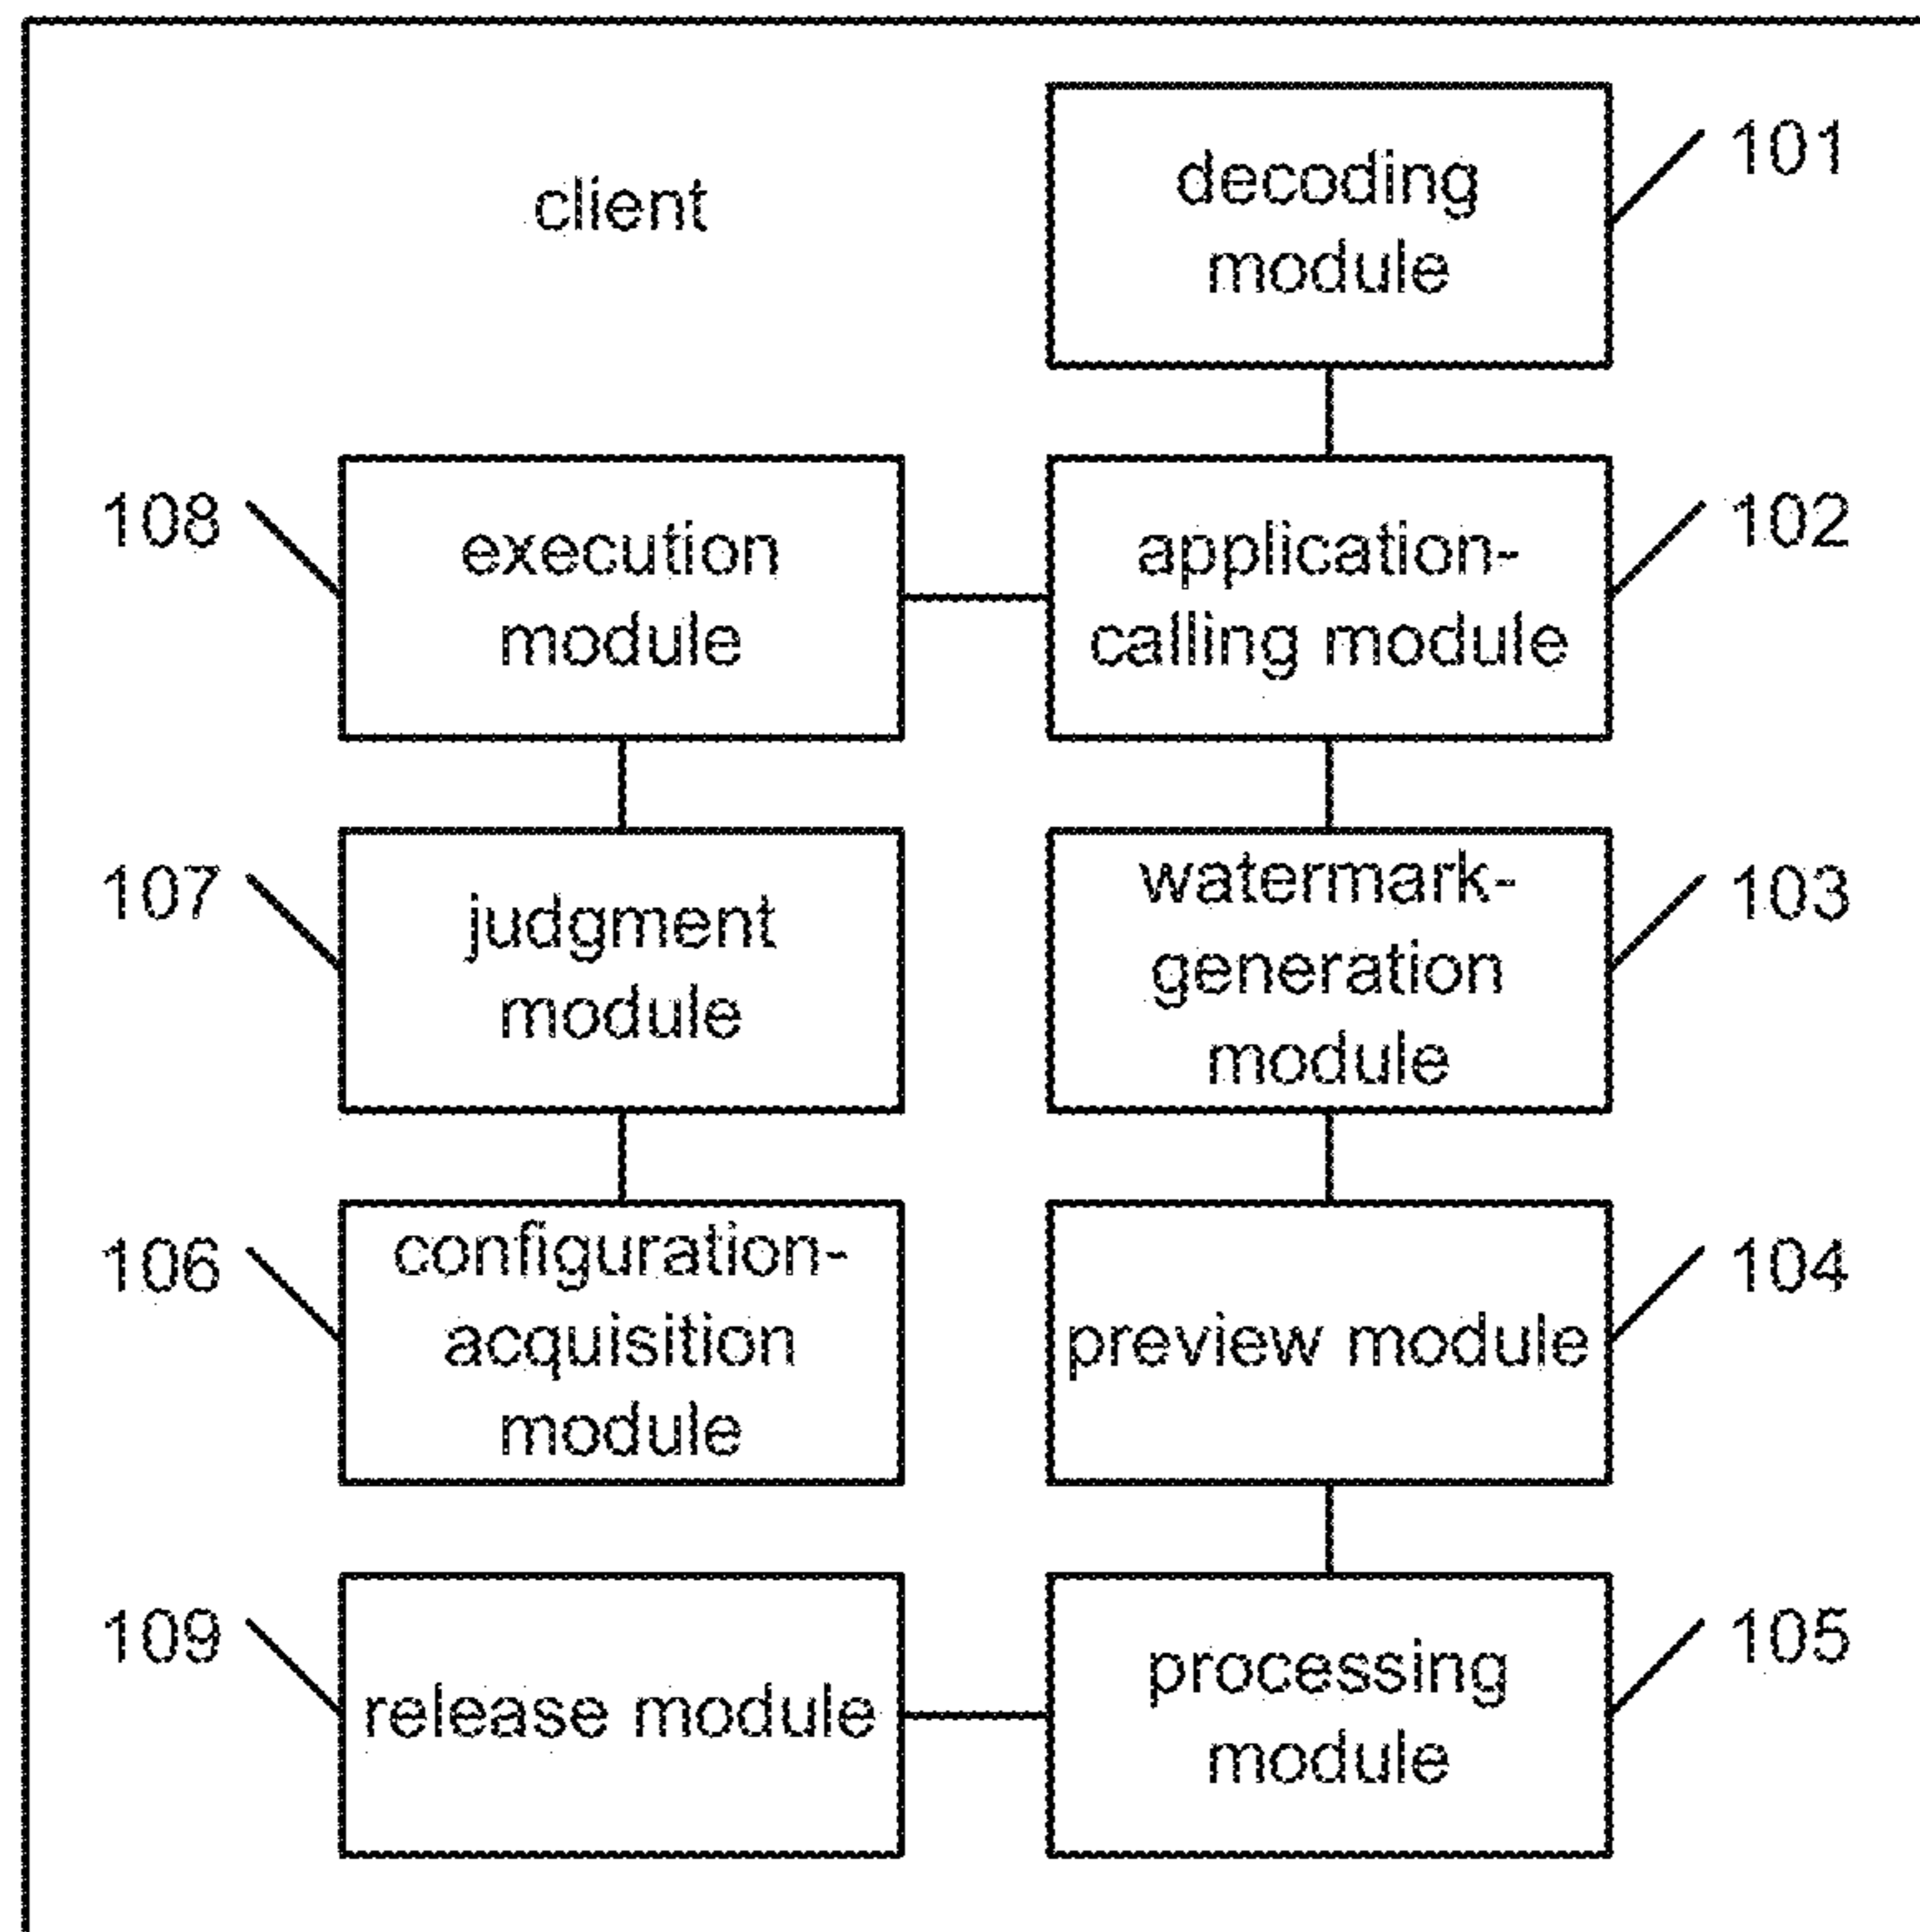 client
decoding
module
101
108
execution
module
application-
calling module
102
107
judgment
module
watermark-
generation
module
103
106
configuration-
acquisition
module
preview module
104
109
release module
processing
module
105